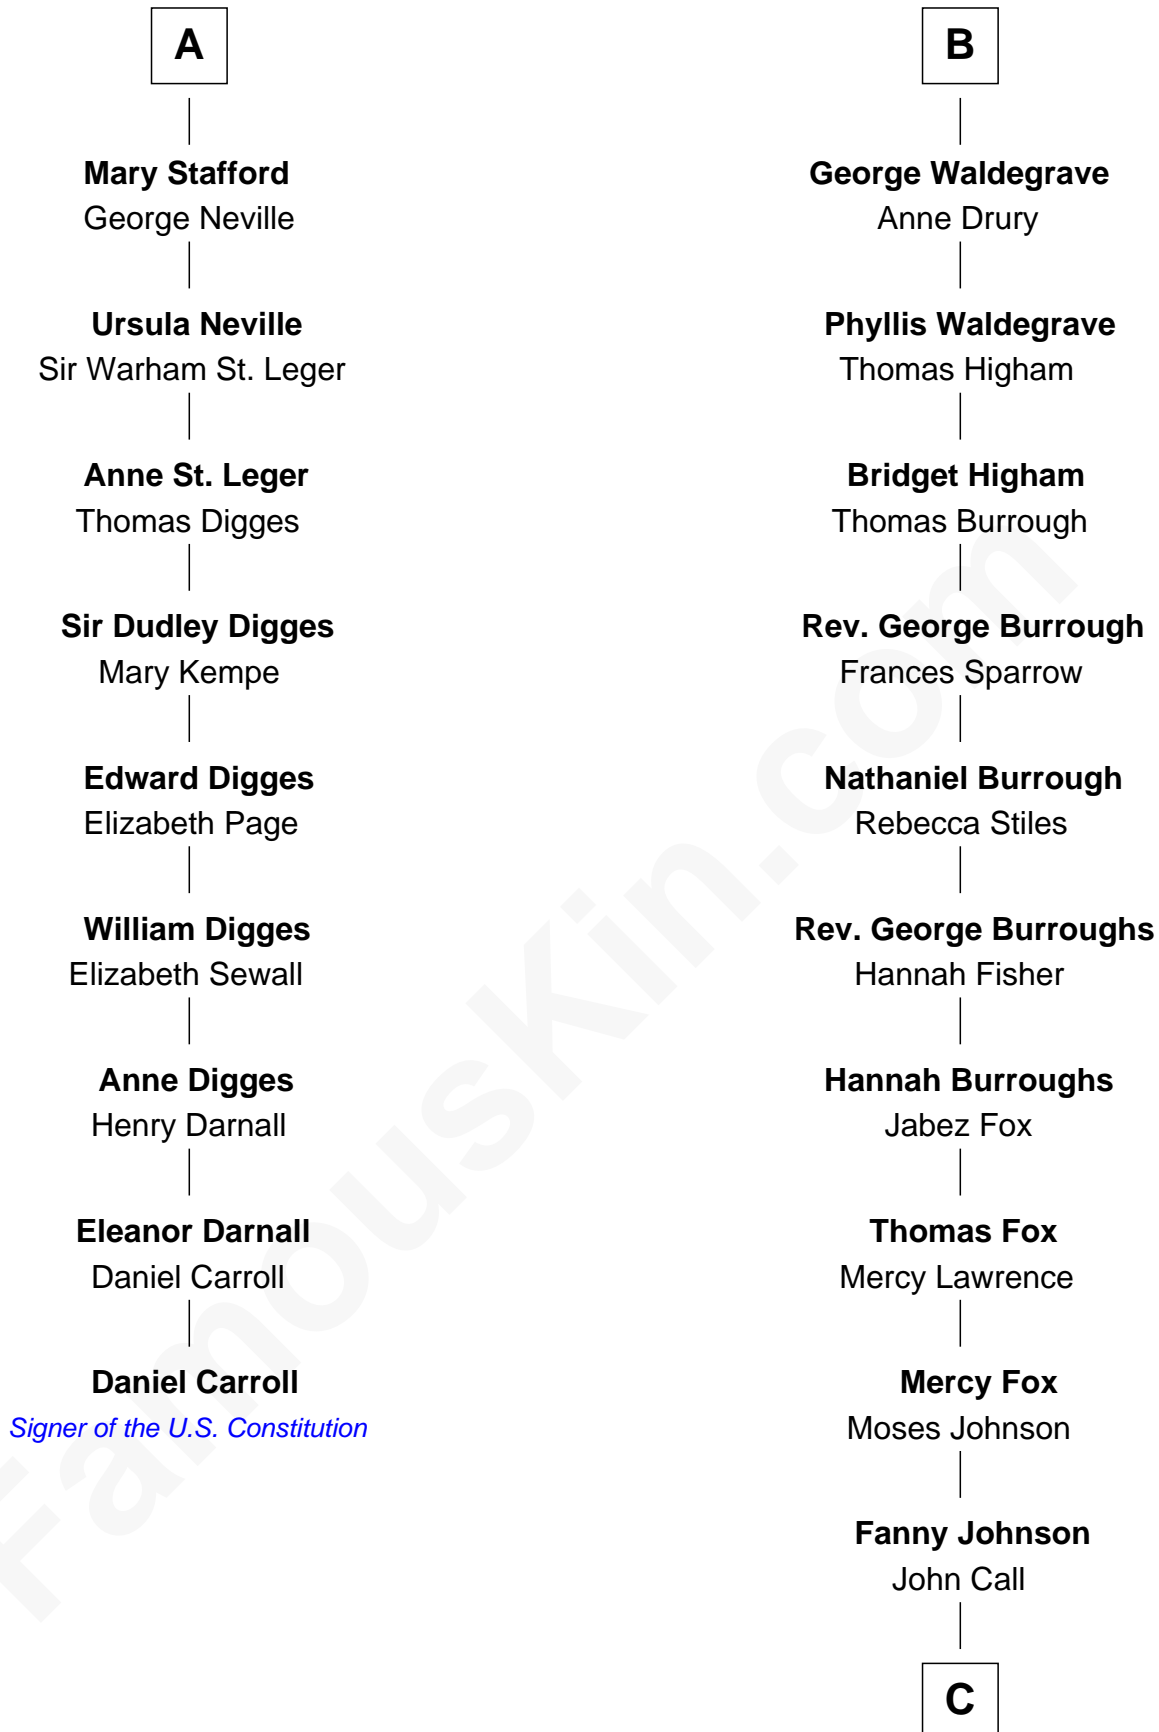 A
Mary Stafford
George Neville
Ursula Neville
Sir Warham St. Leger
Anne St. Leger
Thomas Digges
Sir Dudley Digges
Mary Kempe
Edward Digges
Elizabeth Page
William Digges
Elizabeth Sewall
Anne Digges
Henry Darnall
Eleanor Darnall
Daniel Carroll
Daniel Carroll
Signer of the U.S. Constitution
B
George Waldegrave
Anne Drury
Phyllis Waldegrave
Thomas Higham
Bridget Higham
Thomas Burrough
Rev. George Burrough
Frances Sparrow
Nathaniel Burrough
Rebecca Stiles
Rev. George Burroughs
Hannah Fisher
Hannah Burroughs
Jabez Fox
Thomas Fox
Mercy Lawrence
Mercy Fox
Moses Johnson
Fanny Johnson
John Call
C
FamousKin.com